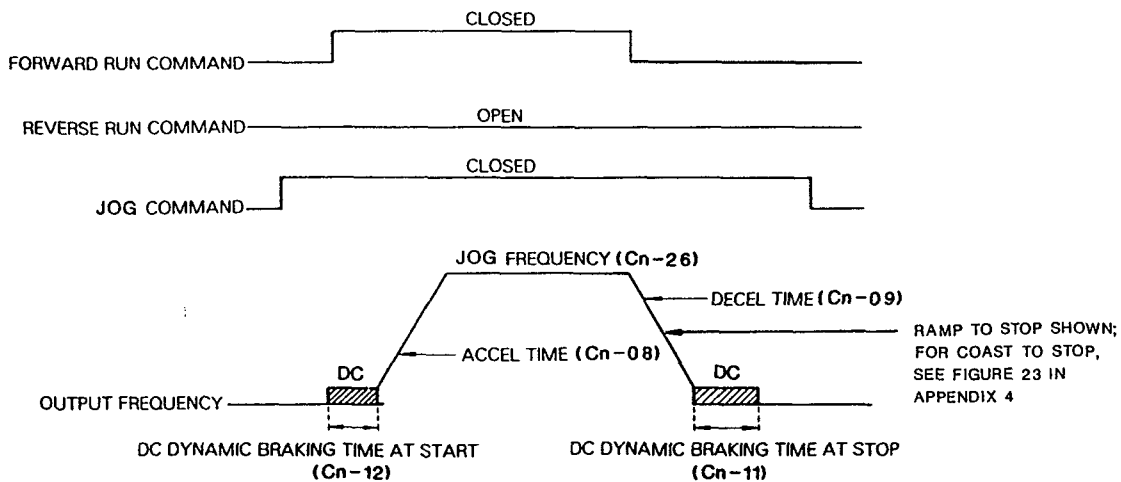 CLOSED
FORWARD RUN COMMAND
OPEN
REVERSE RUN COMMAND
CLOSED
JOG COMMAND
JOG FREQUENCY (Cn-26)
DECEL TIME (Cn-09)
RAMP TO STOP SHOWN;
FOR COAST TO STOP,
SEE FIGURE 23 IN
APPENDIX 4
ACCEL TIME (Cn-08)
DC
DC
OUTPUT FREQUENCY
DC DYNAMIC BRAKING TIME AT START
(Cn-12)
DC DYNAMIC BRAKING TIME AT STOP
(Cn-11)